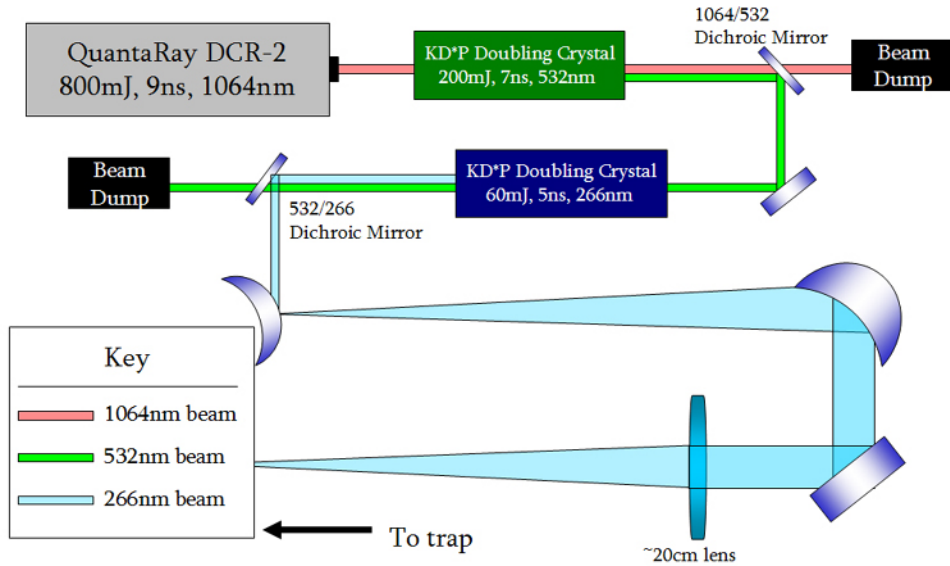 QuantaRay DCR-2
800mJ, 9ns, 1064nm
KD*P Doubling Crystal
200mJ, 7ns, 532nm
1064/532
Dichroic Mirror
Beam
Dump
Beam
Dump
KD*P Doubling Crystal
60mJ, 5ns, 266nm
532/266
Dichroic Mirror
Key
1064nm beam
532nm beam
266nm beam
To trap
~20cm lens